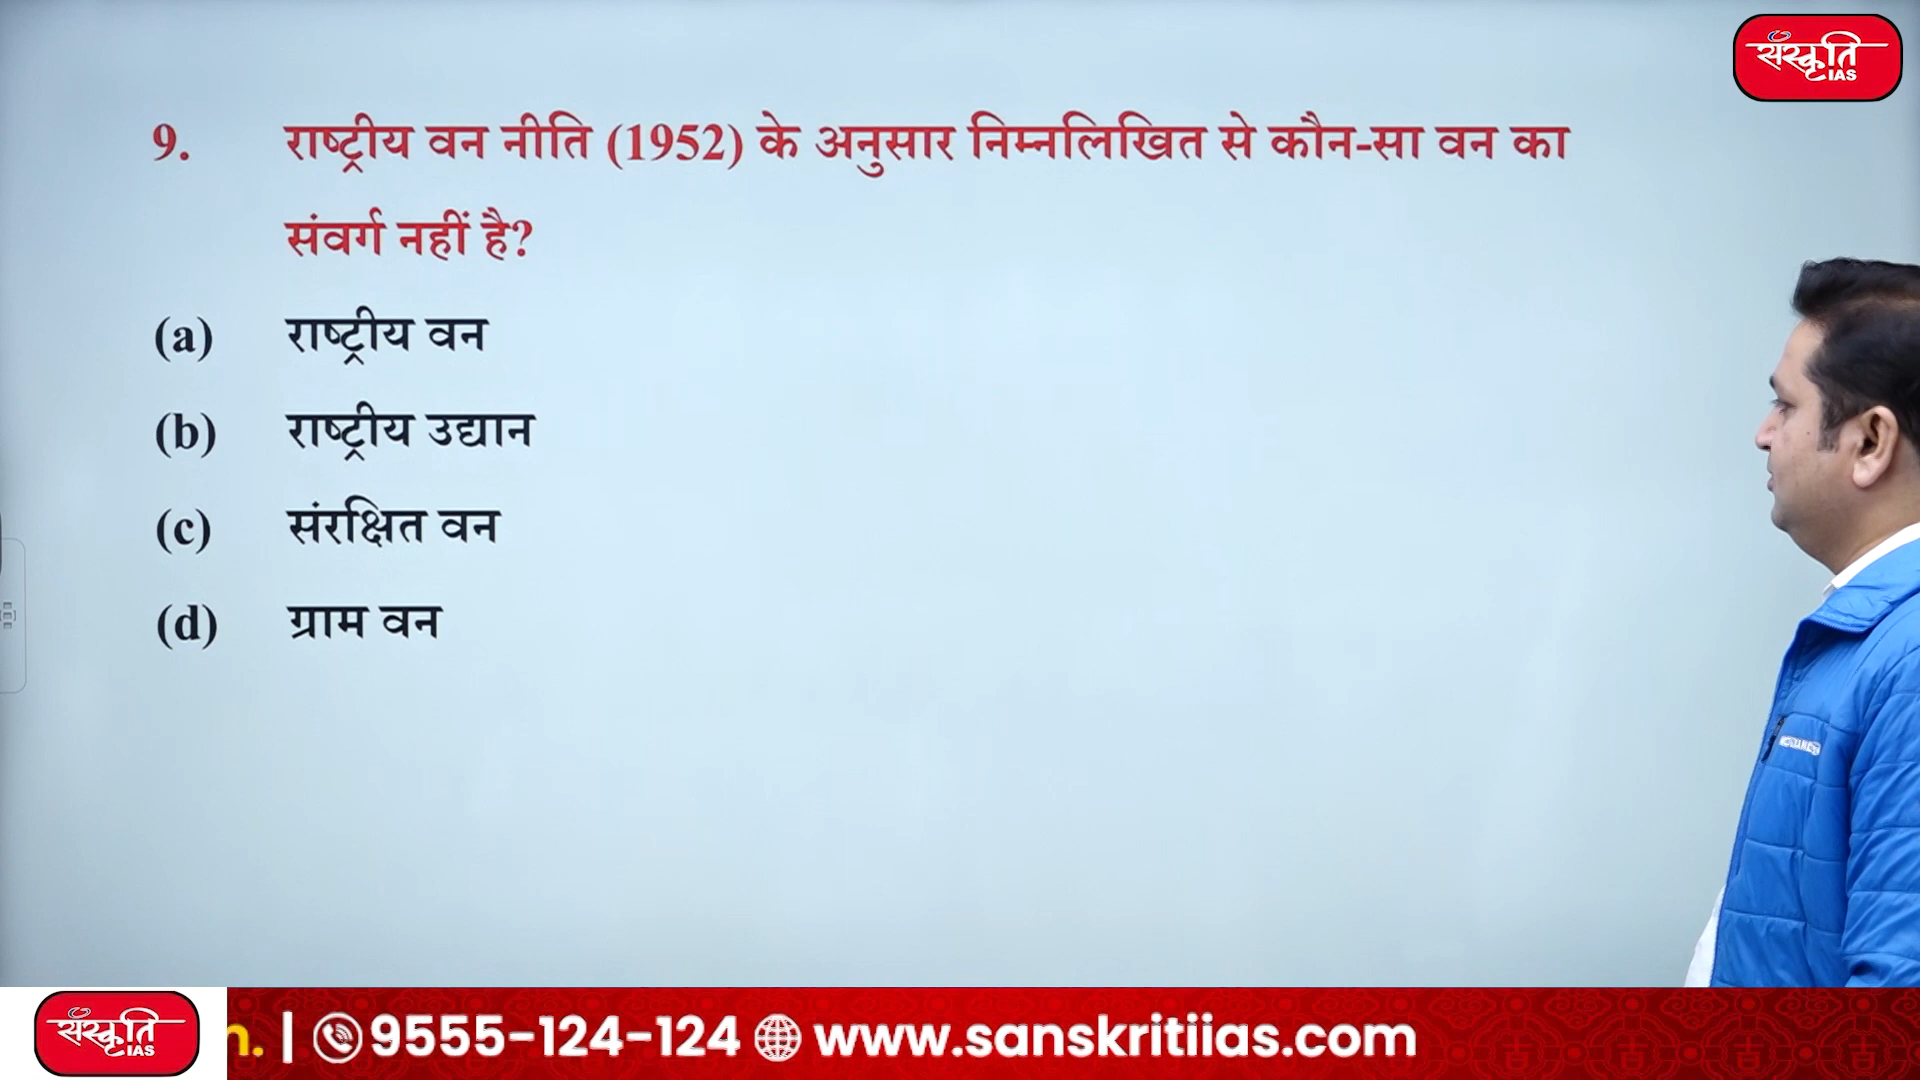 संस्कृति
IAS
9. राष्ट्रीय वन नीति (1952) के अनुसार निम्नलिखित से कौन-सा वन का
संवर्ग नहीं है?
(a) राष्ट्रीय वन
(b) राष्ट्रीय उद्यान
(c) संरक्षित वन
(d) ग्राम वन
संस्कृति
IAS
n. | 9555-124-124 www.sanskritiias.com